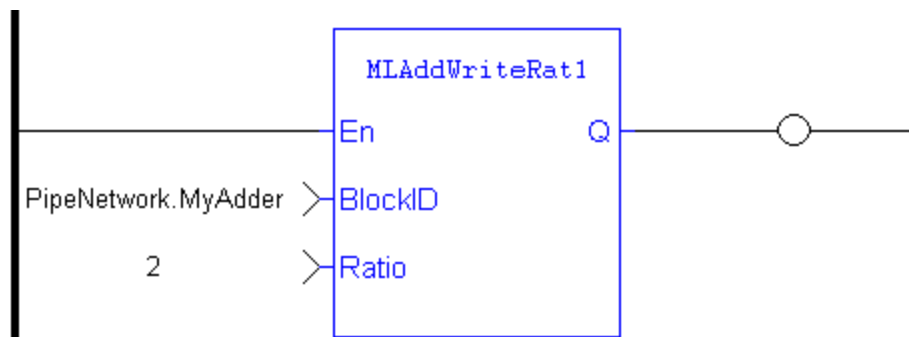 MLAddWriteRat1
En Q
PipeNetwork.MyAdder BlockID
2 Ratio